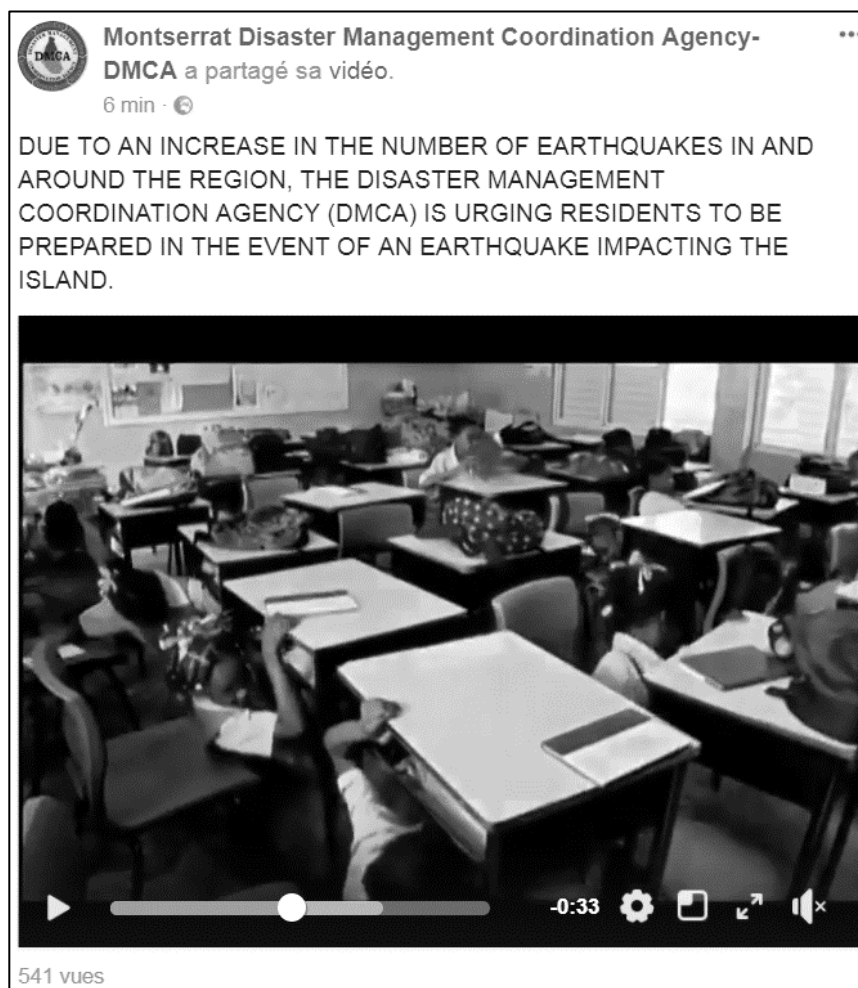 Montserrat Disaster Management Coordination Agency-
DMCA a partagé sa vidéo.
6 min ·
DMCA
DUE TO AN INCREASE IN THE NUMBER OF EARTHQUAKES IN AND
AROUND THE REGION, THE DISASTER MANAGEMENT
COORDINATION AGENCY (DMCA) IS URGING RESIDENTS TO BE
PREPARED IN THE EVENT OF AN EARTHQUAKE IMPACTING THE
ISLAND.
-0:33
541 vues